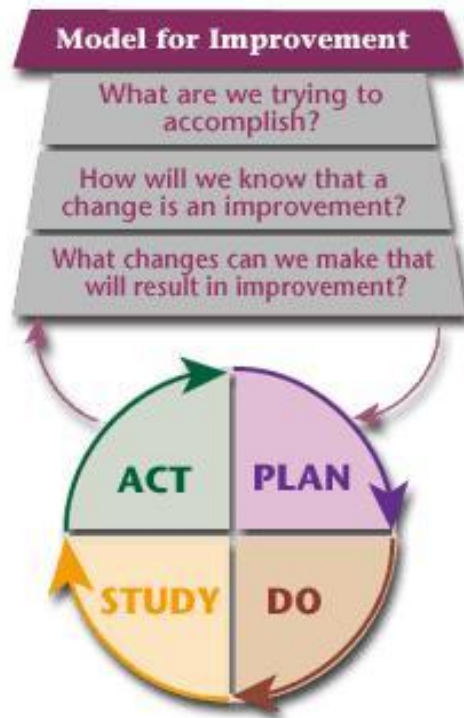 Model for Improvement
What are we trying to
accomplish?
How will we know that a
change is an improvement?
What changes can we make that
will result in improvement?
ACT
PLAN
STUDY
DO